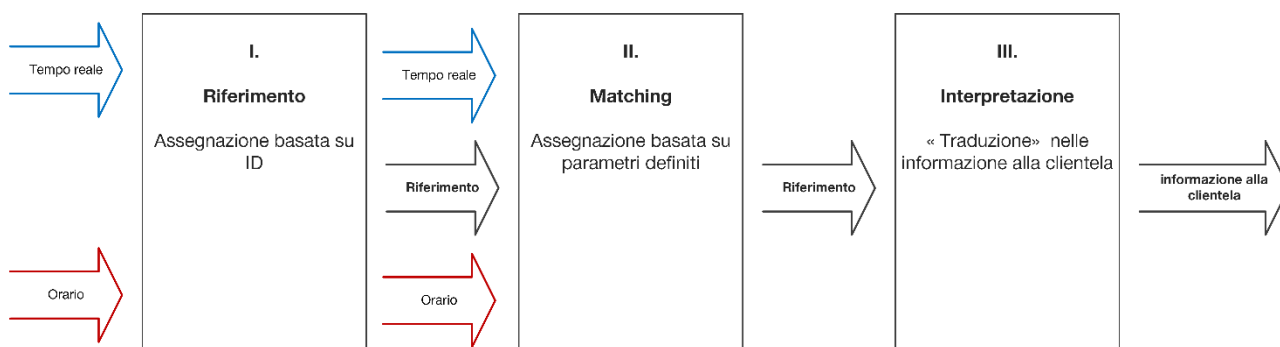 Tempo reale
Orario
I.
Riferimento
Assegnazione basata su
ID
Tempo reale
Riferimento
Orario
II.
Matching
Assegnazione basata su
parametri definiti
Riferimento
III.
Interpretazione
« Traduzione»  nelle
informazione alla clientela
informazione alla
clientela